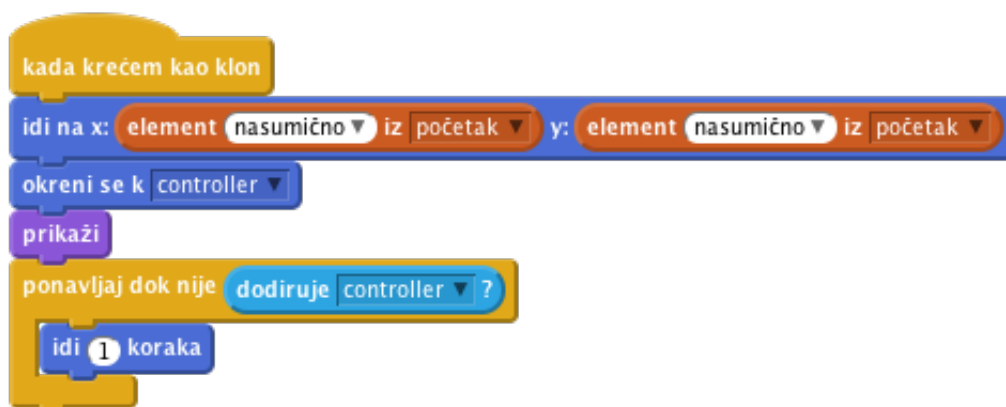 kada krećem kao klon
idi na x: element nasumično ▼ iz početak ▼ y: element nasumično ▼ iz početak ▼
okreni se k controller ▼
prikaži
ponavljaj dok nije dodiruje controller ▼ ?
idi 1 koraka